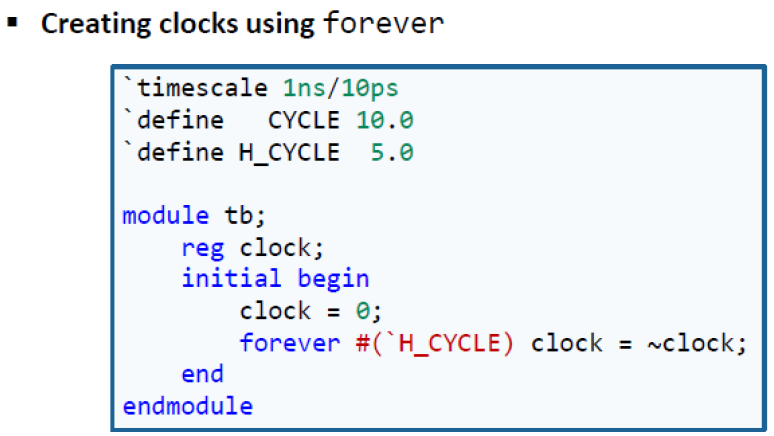 ▪ Creating clocks using forever
`timescale 1ns/10ps
`define   CYCLE 10.0
`define H_CYCLE  5.0
module tb;
    reg clock;
    initial begin
        clock = 0;
        forever #(`H_CYCLE) clock = ~clock;
    end
endmodule